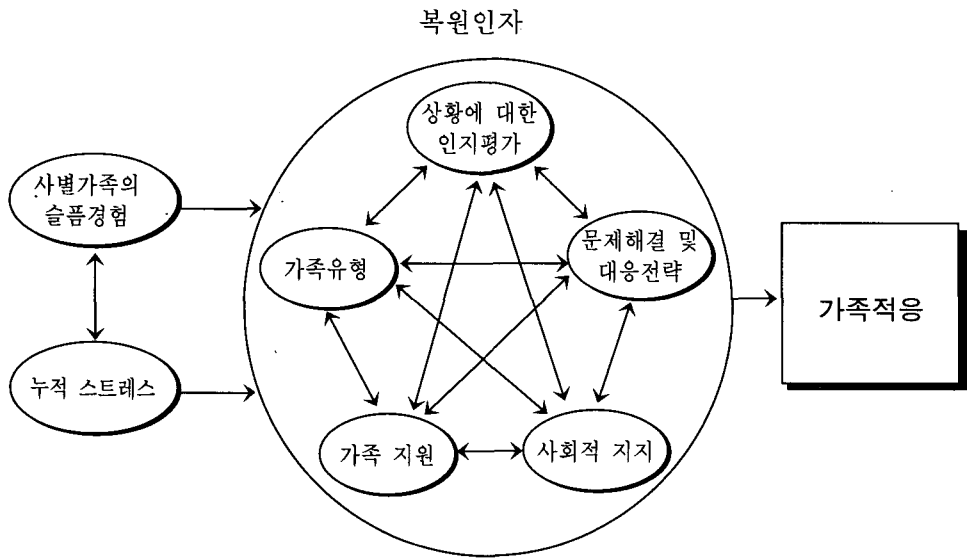 복원인자
상황에 대한
인지평가
사별가족의
슬픔경험
가족유형
문제해결 및
대응전략
가족적응
누적 스트레스
가족 지원
사회적 지지